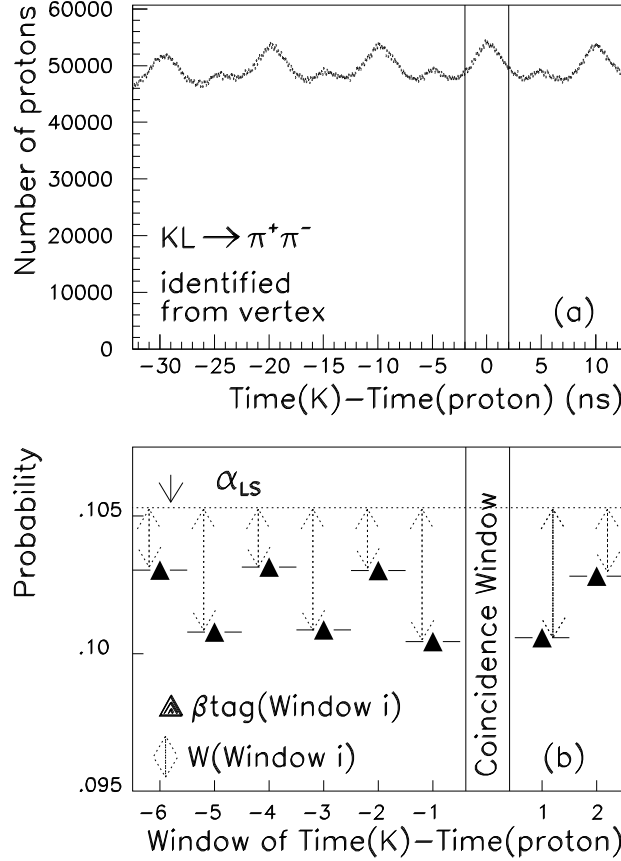 60000
50000
40000
30000
20000
10000
0
Number of protons
KL → π⁺π⁻
identified
from vertex
(a)
−30 −25 −20 −15 −10 −5 0 5 10
Time(K)−Time(proton) (ns)
Probability
.105
.10
.095
α_LS
Coincidence Window
βtag(Window i)
W(Window i)
(b)
-6 -5 -4 -3 -2 -1 1 2
Window of Time(K)−Time(proton)